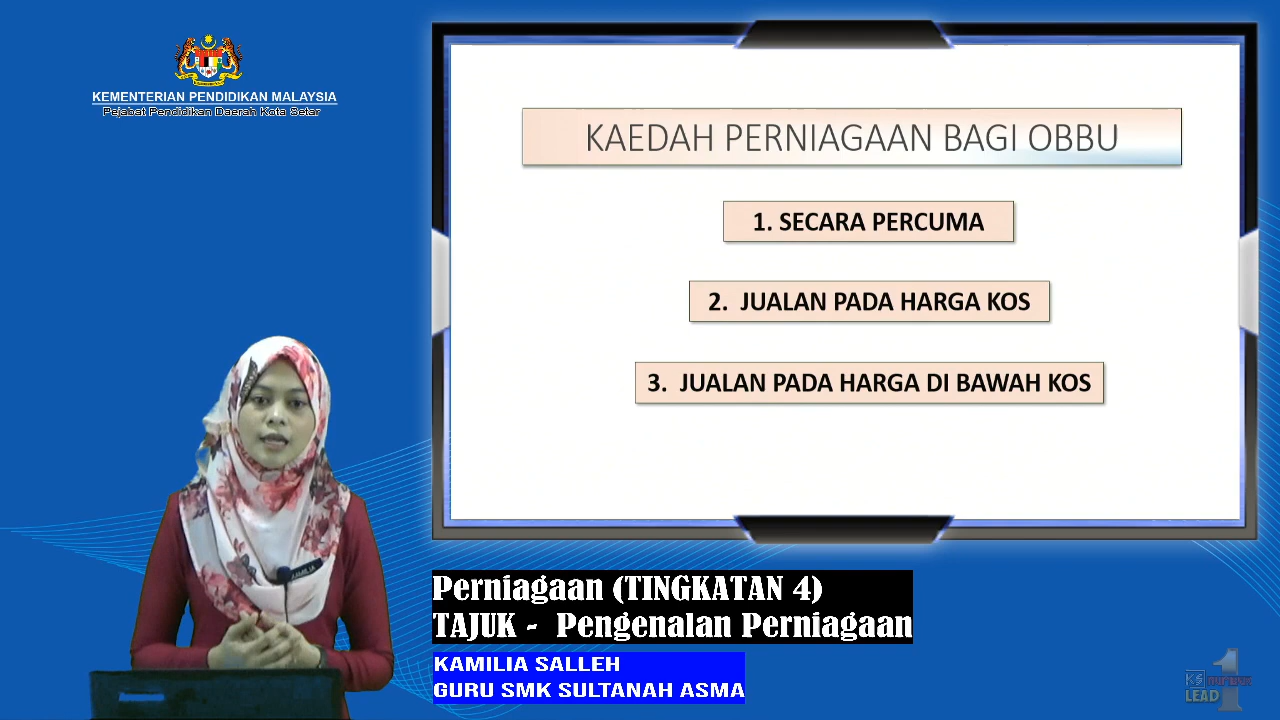 KEMENTERIAN PENDIDIKAN MALAYSIA
Pejabat Pendidikan Daerah Kota Setar
KAEDAH PERNIAGAAN BAGI OBBU
1. SECARA PERCUMA
2. JUALAN PADA HARGA KOS
3. JUALAN PADA HARGA DI BAWAH KOS
Perniagaan (TINGKATAN 4)
TAJUK - Pengenalan Perniagaan
KAMILIA SALLEH
GURU SMK SULTANAH ASMA
KS
LEAD
1